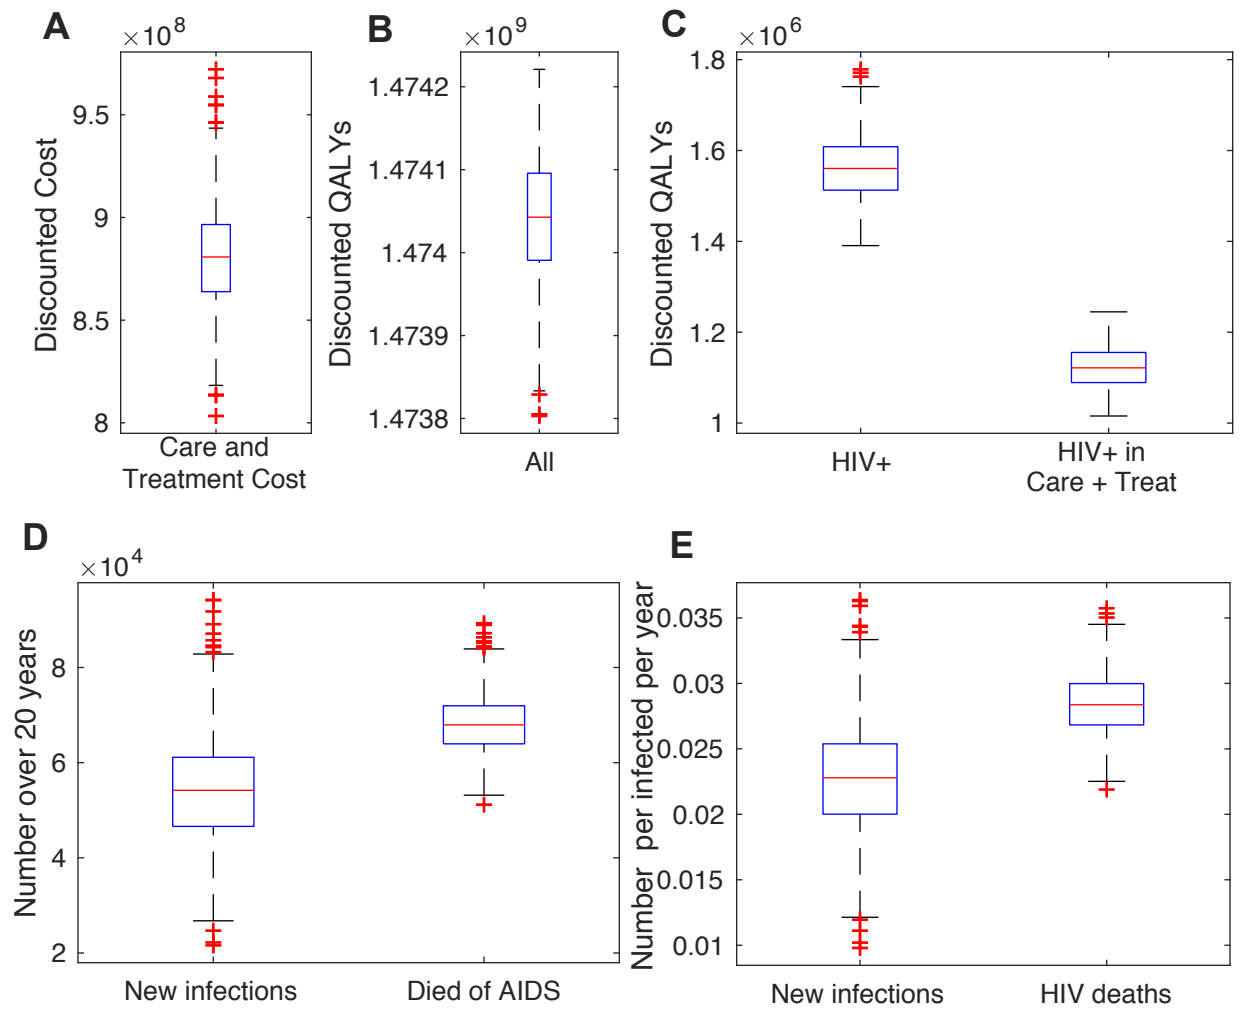 A
×10^8
Discounted Cost
9.5
9
8.5
8
Care and
Treatment Cost
B
×10^9
Discounted QALYs
1.4742
1.4741
1.474
1.4739
1.4738
All
C
×10^6
Discounted QALYs
1.8
1.6
1.4
1.2
1
HIV+
HIV+ in
Care + Treat
D
×10^4
Number over 20 years
8
6
4
2
New infections
Died of AIDS
E
Number per infected per year
0.035
0.03
0.025
0.02
0.015
0.01
New infections
HIV deaths